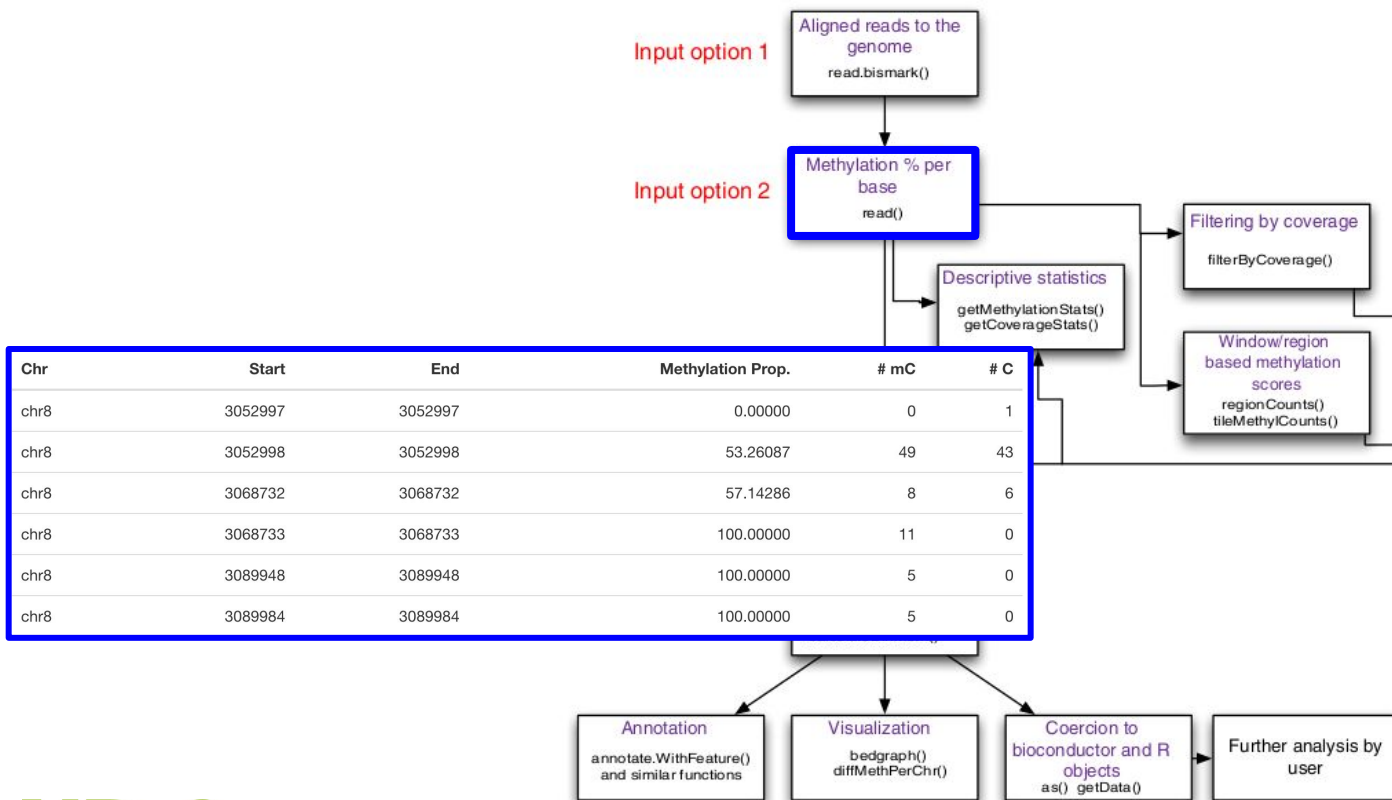 Aligned reads to the
genome
read.bismark()
Input option 1
Methylation % per
base
read()
Input option 2
Filtering by coverage
filterByCoverage()
Descriptive statistics
getMethylationStats()
getCoverageStats()
Window/region
based methylation
scores
regionCounts()
tileMethylCounts()
Chr Start End Methylation Prop. # mC # C
chr8 3052997 3052997 0.00000 0 1
chr8 3052998 3052998 53.26087 49 43
chr8 3068732 3068732 57.14286 8 6
chr8 3068733 3068733 100.00000 11 0
chr8 3089948 3089948 100.00000 5 0
chr8 3089984 3089984 100.00000 5 0
Annotation
annotate.WithFeature()
and similar functions
Visualization
bedgraph()
diffMethPerChr()
Coercion to
bioconductor and R
objects
as() getData()
Further analysis by
user